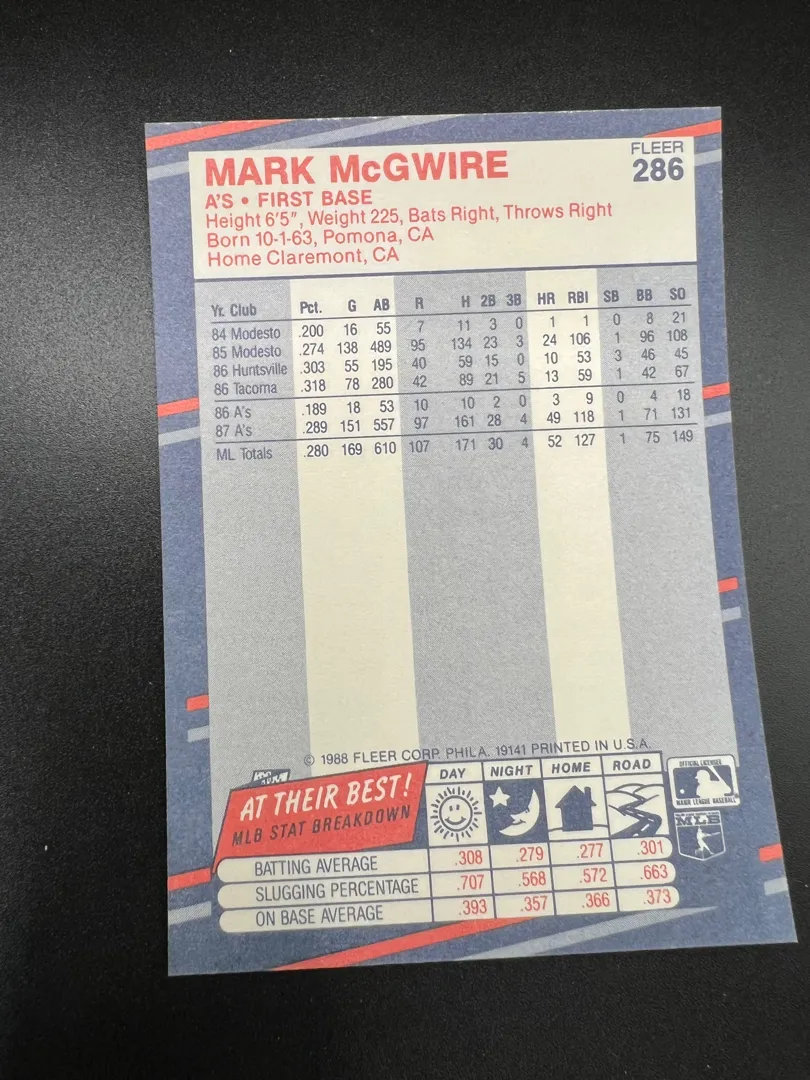 MARK McGWIRE
FLEER
286
A'S • FIRST BASE
Height 6'5", Weight 225, Bats Right, Throws Right
Born 10-1-63, Pomona, CA
Home Claremont, CA
Yr. Club Pct. G AB R H 2B 3B HR RBI SB BB SO
84 Modesto .200 16 55 7 11 3 0 1 1 0 8 21
85 Modesto .274 138 489 95 134 23 3 24 106 1 96 108
86 Huntsville .303 55 195 40 59 15 0 10 53 3 46 45
86 Tacoma .318 78 280 42 89 21 5 13 59 1 42 67
86 A's .189 18 53 10 10 2 0 3 9 0 4 18
87 A's .289 151 557 97 161 28 4 49 118 1 71 131
ML Totals .280 169 610 107 171 30 4 52 127 1 75 149
© 1988 FLEER CORP. PHILA. 19141 PRINTED IN U.S.A.
AT THEIR BEST!
MLB STAT BREAKDOWN
DAY NIGHT HOME ROAD
BATTING AVERAGE .308 .279 .277 .301
SLUGGING PERCENTAGE .707 .568 .572 .663
ON BASE AVERAGE .393 .357 .366 .373
OFFICIAL LICENSEE
MAJOR LEAGUE BASEBALL
MLB